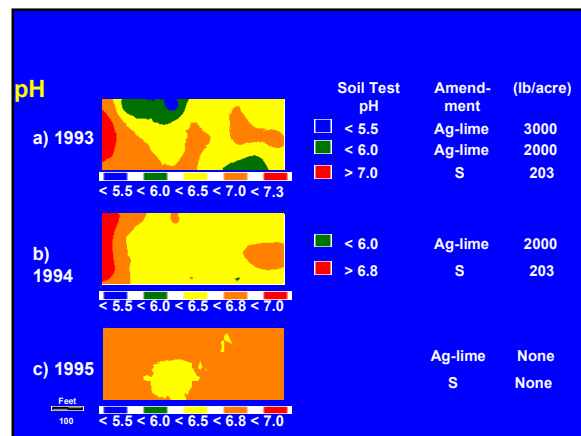 pH
Soil Test pH Amend-ment (lb/acre)
a) 1993
< 5.5 Ag-lime 3000
< 6.0 Ag-lime 2000
> 7.0 S 203
< 5.5 < 6.0 < 6.5 < 7.0 < 7.3
b) 1994
< 6.0 Ag-lime 2000
> 6.8 S 203
< 5.5 < 6.0 < 6.5 < 6.8 < 7.0
c) 1995
Ag-lime None
S None
Feet
100
< 5.5 < 6.0 < 6.5 < 6.8 < 7.0